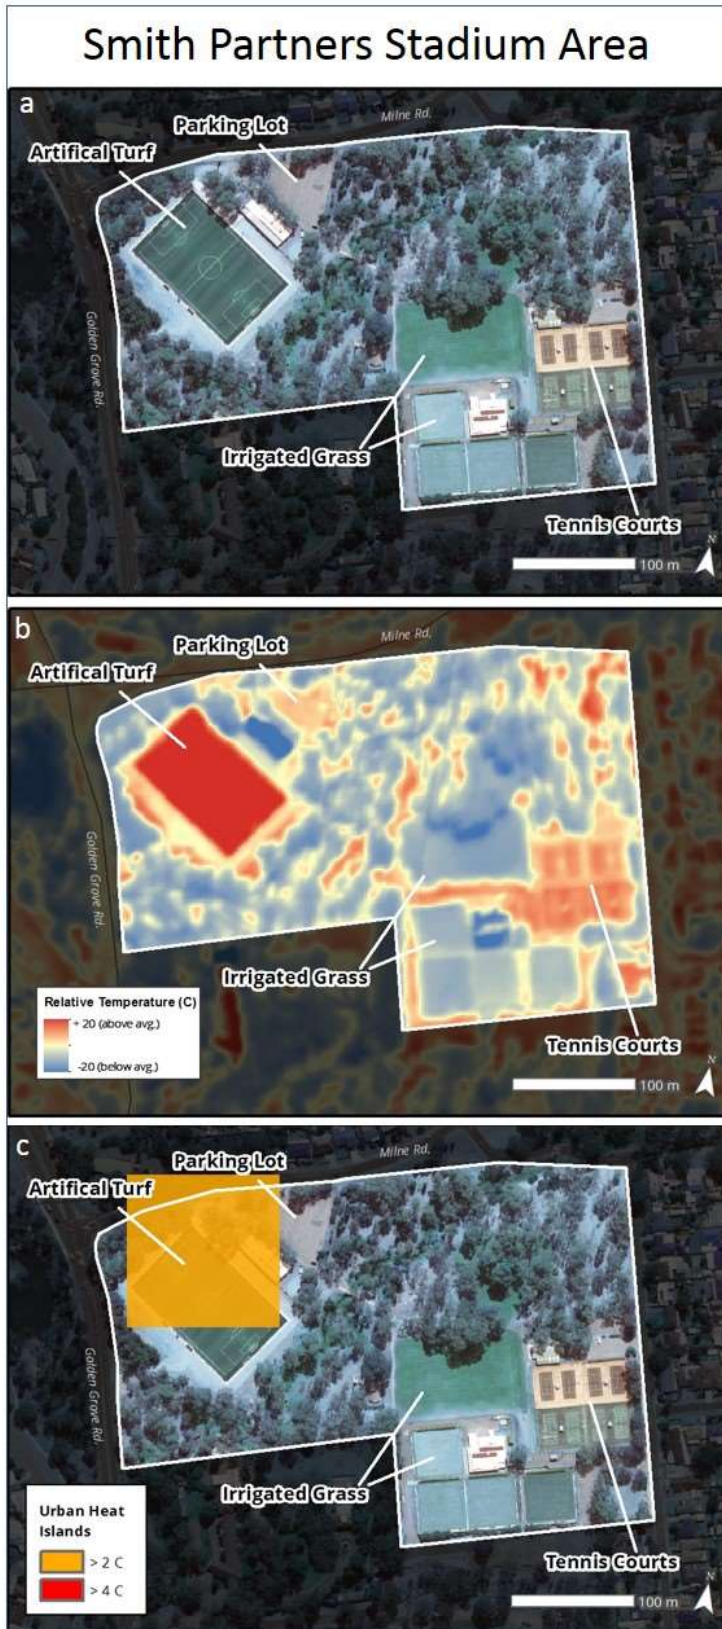 Smith Partners Stadium Area
a
Parking Lot
Milne Rd.
Artifical Turf
Golden Grove Rd.
Irrigated Grass
Tennis Courts
N
100 m
b
Parking Lot
Milne Rd.
Artifical Turf
Golden Grove Rd.
Irrigated Grass
Relative Temperature (C)
+ 20 (above avg.)
-20 (below avg.)
Tennis Courts
N
100 m
c
Parking Lot
Milne Rd.
Artifical Turf
Golden Grove Rd.
Irrigated Grass
Urban Heat
Islands
> 2 C
> 4 C
Tennis Courts
N
100 m